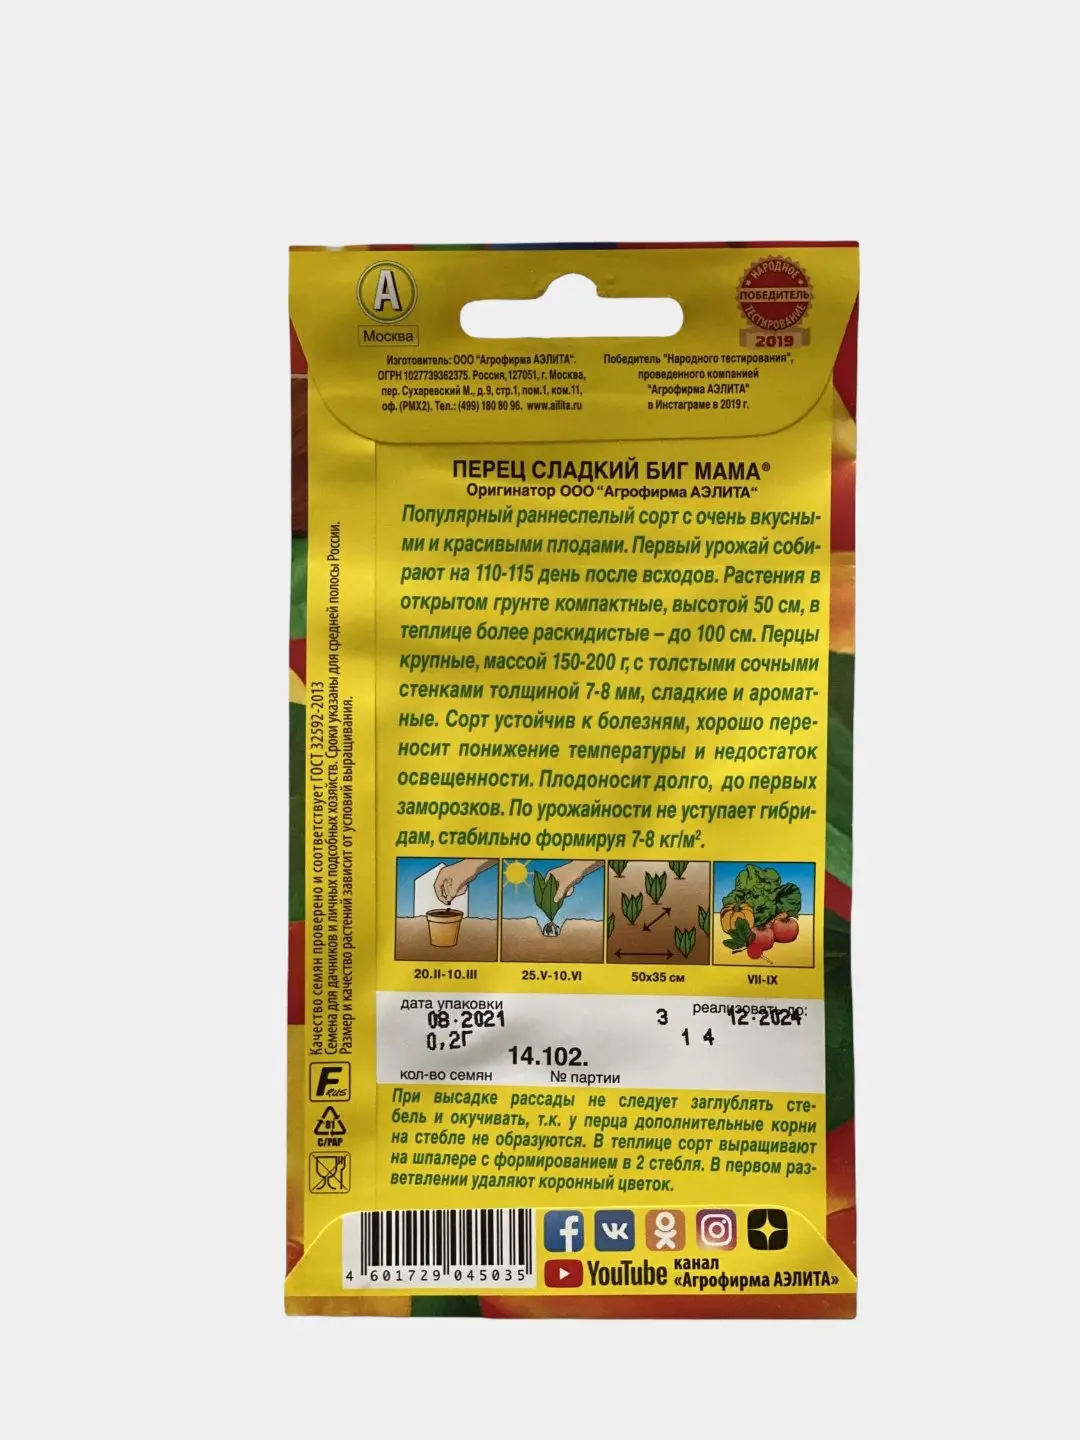 А
Москва
НАРОДНОЕ
ПОБЕДИТЕЛЬ
ТЕСТИРОВАНИЕ
2019
Изготовитель: ООО "Агрофирма АЭЛИТА".
ОГРН 1027739362375. Россия,127051, г. Москва,
пер. Сухаревский М., д.9, стр.1, пом.1, ком.11,
оф. (РМХ2). Тел.: (499) 180 80 96. www.ailita.ru
Победитель "Народного тестирования",
проведенного компанией
"Агрофирма АЭЛИТА"
в Инстаграме в 2019 г.
ПЕРЕЦ СЛАДКИЙ БИГ МАМА®
Оригинатор ООО "Агрофирма АЭЛИТА"
Популярный раннеспелый сорт с очень вкусны-
ми и красивыми плодами. Первый урожай соби-
рают на 110-115 день после всходов. Растения в
открытом грунте компактные, высотой 50 см, в
теплице более раскидистые – до 100 см. Перцы
крупные, массой 150-200 г, с толстыми сочными
стенками толщиной 7-8 мм, сладкие и аромат-
ные. Сорт устойчив к болезням, хорошо пере-
носит понижение температуры и недостаток
освещенности. Плодоносит долго, до первых
заморозков. По урожайности не уступает гибри-
дам, стабильно формируя 7-8 кг/м².
20.II-10.III
25.V-10.VI
50х35 см
VII-IX
дата упаковки
реализовать до:
08·2021
3
12·2024
0,2Г
1 4
14.102.
кол-во семян
№ партии
При высадке рассады не следует заглублять сте-
бель и окучивать, т.к. у перца дополнительные корни
на стебле не образуются. В теплице сорт выращивают
на шпалере с формированием в 2 стебля. В первом раз-
ветвлении удаляют коронный цветок.
Качество семян проверено и соответствует ГОСТ 32592-2013
Семена для дачников и личных подсобных хозяйств. Сроки указаны для средней полосы России.
Размер и качество растений зависит от условий выращивания.
F RUS
81
C/PAP
4 601729 045035
YouTube
канал
«Агрофирма АЭЛИТА»